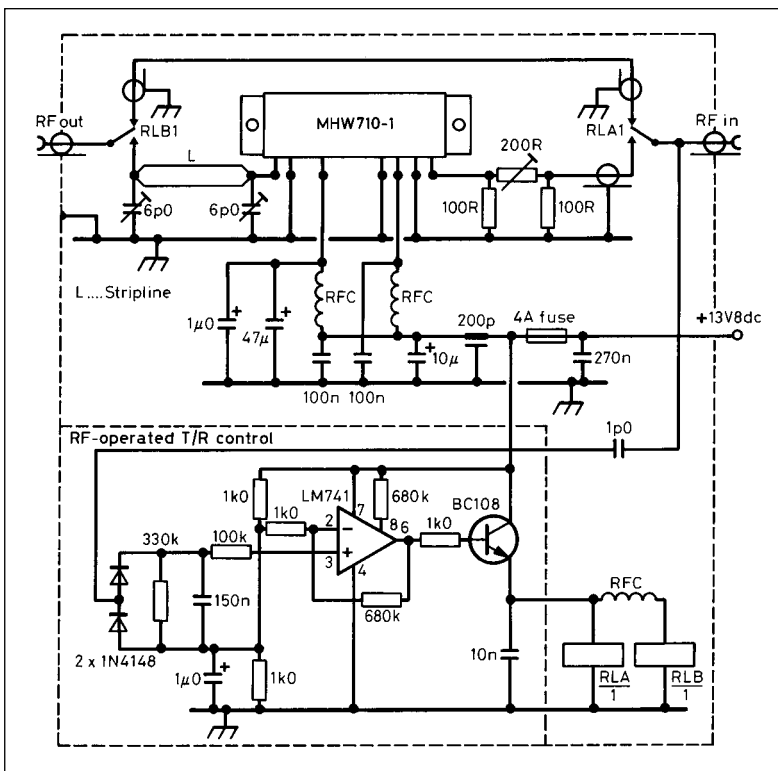 MHW710-1
RF out
RLB1
RLA1
RF in
200R
L
6p0
6p0
100R
100R
L....Stripline
1µ0
+
47µ
+
RFC
RFC
100n
100n
+
10µ
200p
4A fuse
+13V8dc
270n
1p0
RF-operated T/R control
1k0
LM741
680k
BC108
330k
100k
1k0
2
7
8
6
3
4
−
+
1k0
150n
680k
2 x 1N4148
1µ0
+
1k0
10n
RFC
RLA
1
RLB
1